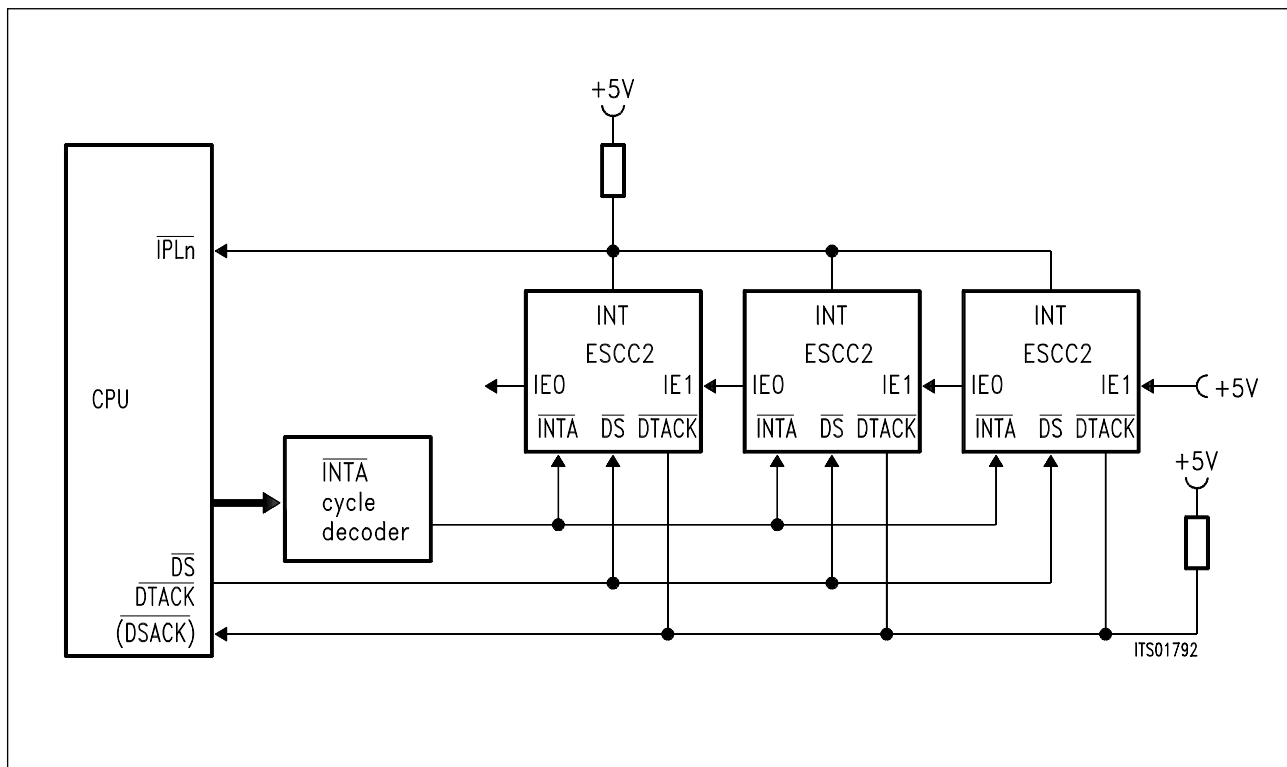 +5V
IPLn
INT
INT
INT
ESCC2
ESCC2
ESCC2
IE0
IE1
IE0
IE1
IE0
IE1
+5V
CPU
INTA
DS
DTACK
INTA
DS
DTACK
INTA
DS
DTACK
INTA
cycle
decoder
+5V
DS
DTACK
(DSACK)
ITS01792